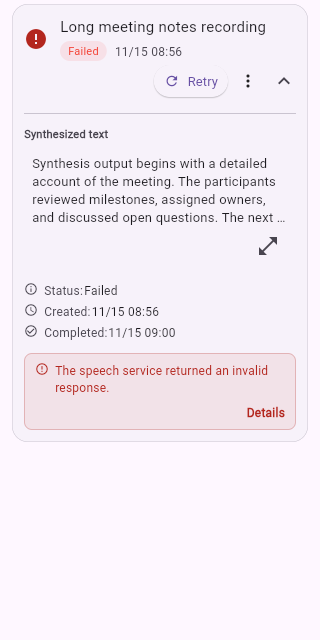 Long meeting notes recording
Failed 11/15 08:56
Retry
Synthesized text
Synthesis output begins with a detailed
account of the meeting. The participants
reviewed milestones, assigned owners,
and discussed open questions. The next …
Status: Failed
Created: 11/15 08:56
Completed: 11/15 09:00
The speech service returned an invalid
response.
Details